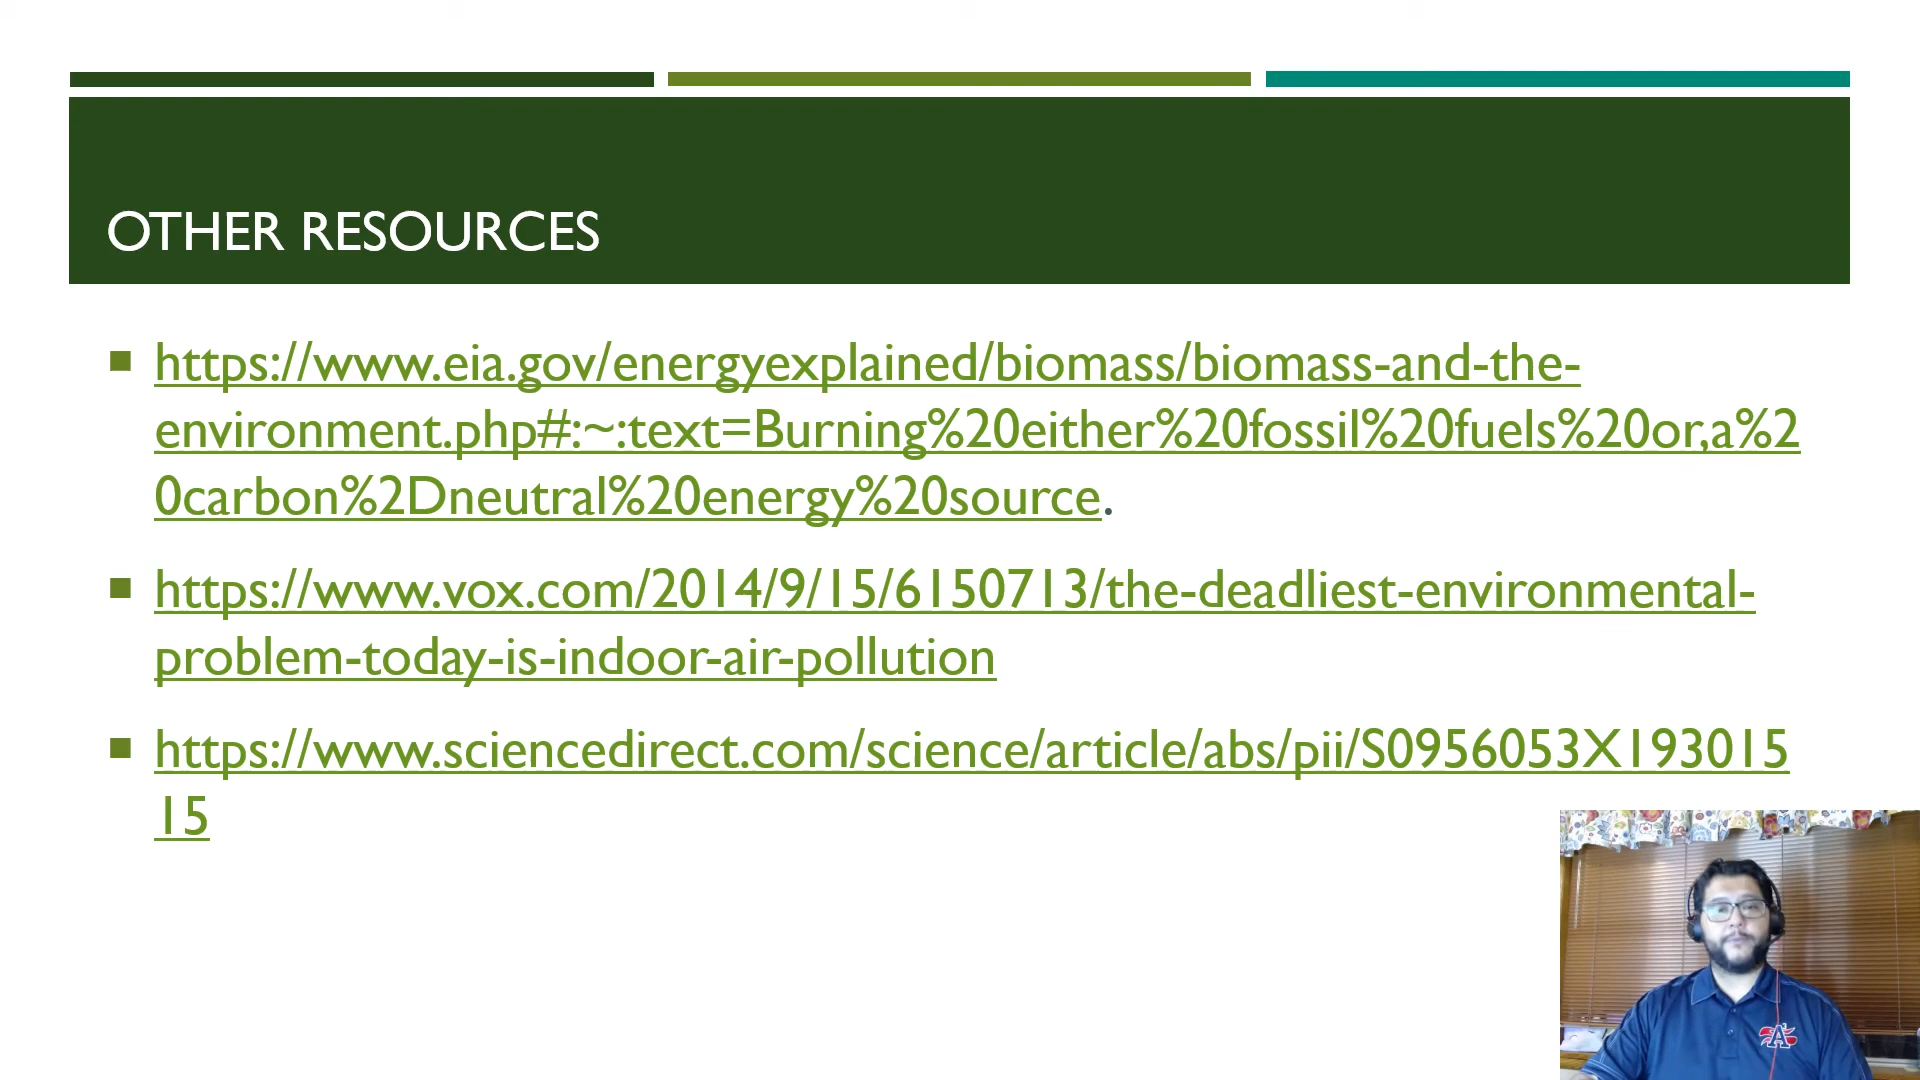 OTHER RESOURCES
https://www.eia.gov/energyexplained/biomass/biomass-and-the-
environment.php#:~:text=Burning%20either%20fossil%20fuels%20or,a%2
0carbon%2Dneutral%20energy%20source.
https://www.vox.com/2014/9/15/6150713/the-deadliest-environmental-
problem-today-is-indoor-air-pollution
https://www.sciencedirect.com/science/article/abs/pii/S0956053X193015
15
A